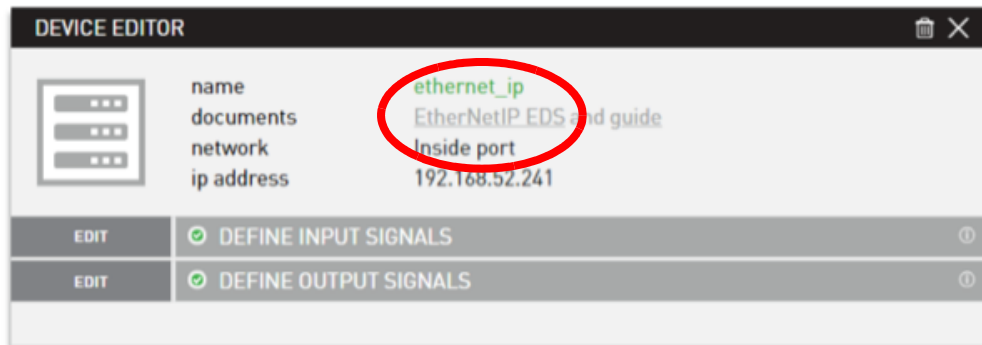 DEVICE EDITOR
name ethernet_ip
documents EtherNetIP EDS and guide
network Inside port
ip address 192.168.52.241
EDIT DEFINE INPUT SIGNALS
EDIT DEFINE OUTPUT SIGNALS